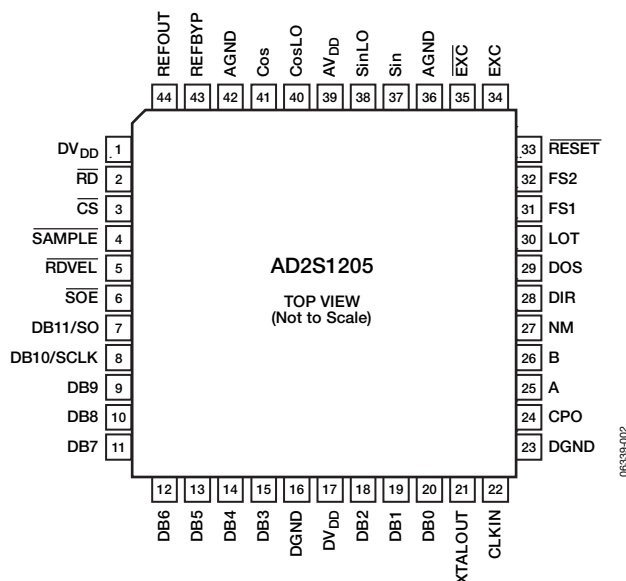 REFOUT
REFBYP
AGND
Cos
CosLO
AVDD
SinLO
Sin
AGND
EXC
EXC
44 43 42 41 40 39 38 37 36 35 34
DVDD 1
RD 2
CS 3
SAMPLE 4
RDVEL 5
SOE 6
DB11/SO 7
DB10/SCLK 8
DB9 9
DB8 10
DB7 11
AD2S1205
TOP VIEW
(Not to Scale)
33 RESET
32 FS2
31 FS1
30 LOT
29 DOS
28 DIR
27 NM
26 B
25 A
24 CPO
23 DGND
12 13 14 15 16 17 18 19 20 21 22
DB6
DB5
DB4
DB3
DGND
DVDD
DB2
DB1
DB0
XTALOUT
CLKIN
06339-002